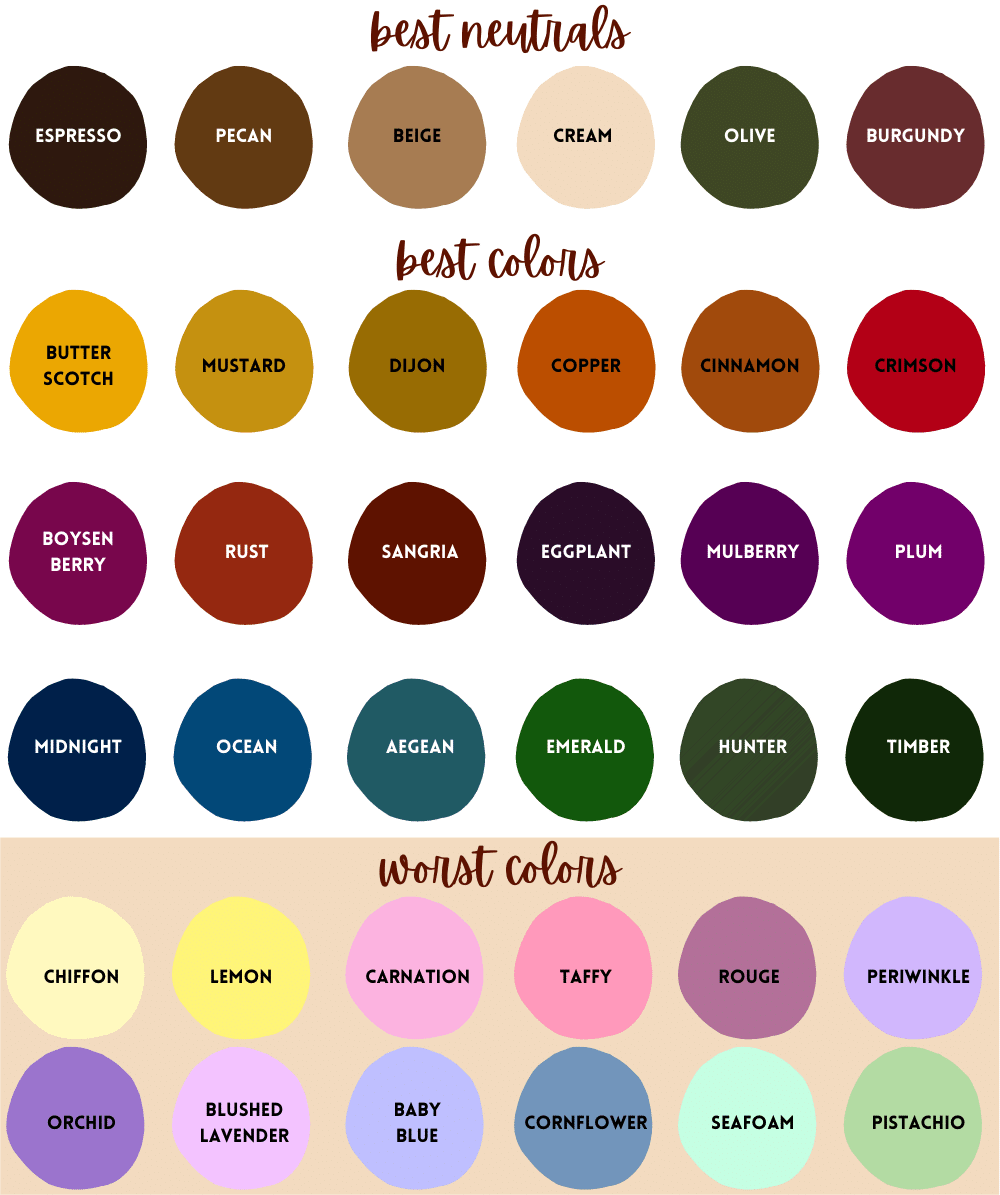 best neutrals
ESPRESSO PECAN BEIGE CREAM OLIVE BURGUNDY
best colors
BUTTER
SCOTCH MUSTARD DIJON COPPER CINNAMON CRIMSON
BOYSEN
BERRY RUST SANGRIA EGGPLANT MULBERRY PLUM
MIDNIGHT OCEAN AEGEAN EMERALD HUNTER TIMBER
worst colors
CHIFFON LEMON CARNATION TAFFY ROUGE PERIWINKLE
ORCHID BLUSHED
LAVENDER BABY
BLUE CORNFLOWER SEAFOAM PISTACHIO